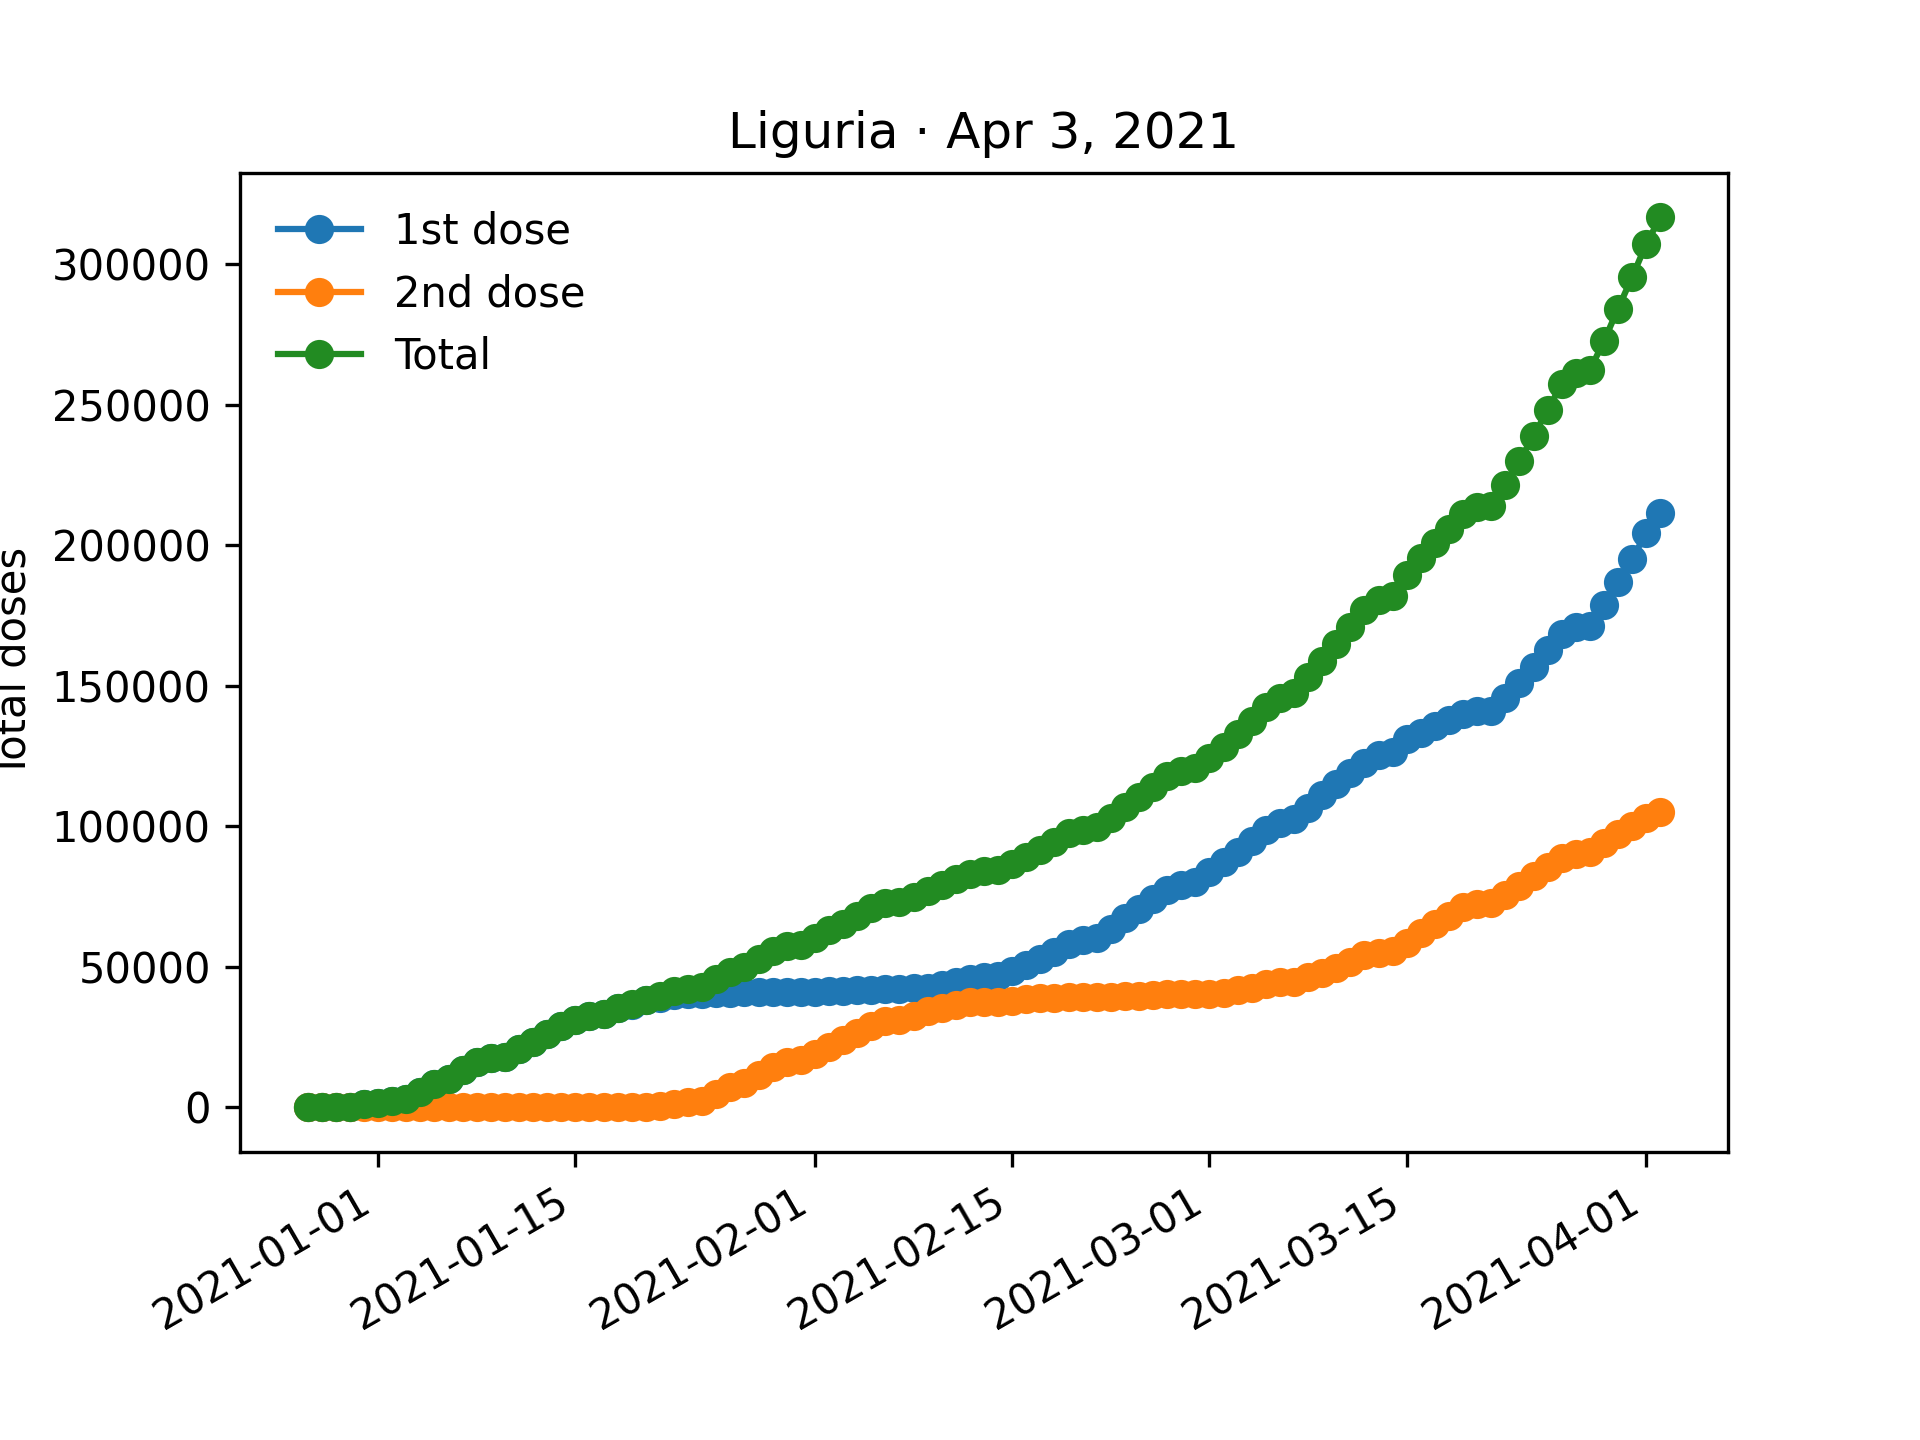 Liguria · Apr 3, 2021
1st dose
2nd dose
Total
300000
250000
200000
150000
100000
50000
0
Total doses
2021-01-01
2021-01-15
2021-02-01
2021-02-15
2021-03-01
2021-03-15
2021-04-01